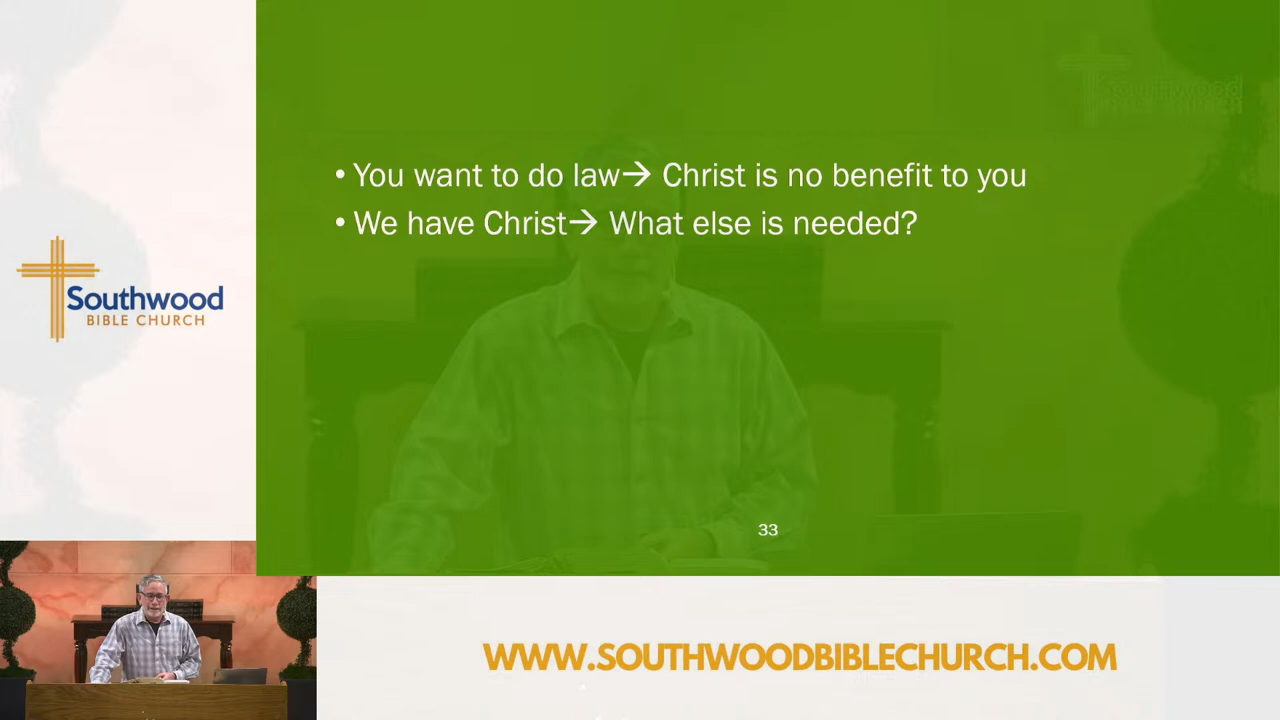 • You want to do law→ Christ is no benefit to you
• We have Christ→ What else is needed?
Southwood
BIBLE CHURCH
33
WWW.SOUTHWOODBIBLECHURCH.COM